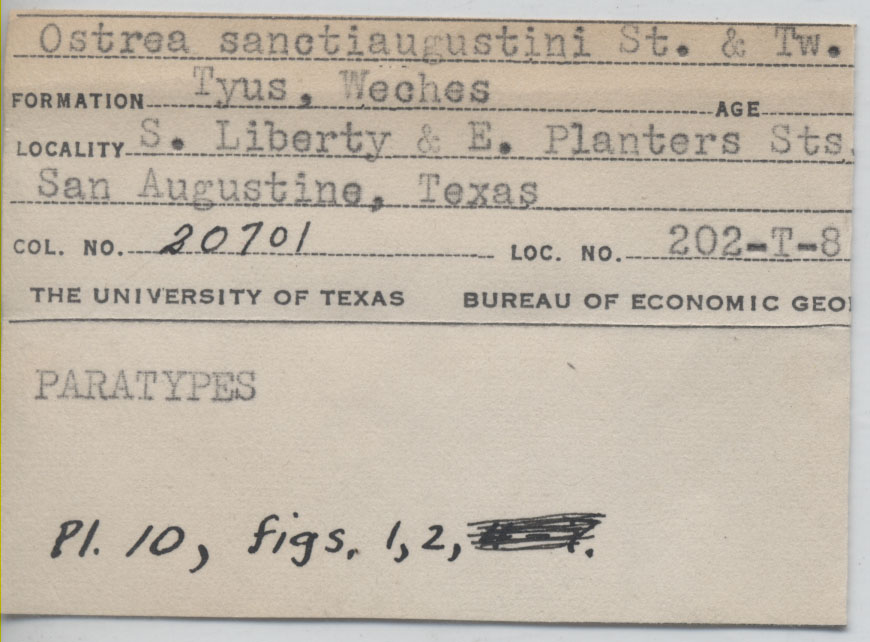 Ostrea sanctiaugustini St. & Tw.
FORMATION Tyus, Weches AGE
LOCALITY S. Liberty & E. Planters Sts.
San Augustine, Texas
COL. NO. 20701 LOC. NO. 202-T-8
THE UNIVERSITY OF TEXAS BUREAU OF ECONOMIC GEO
PARATYPES
Pl. 10, figs. 1, 2,